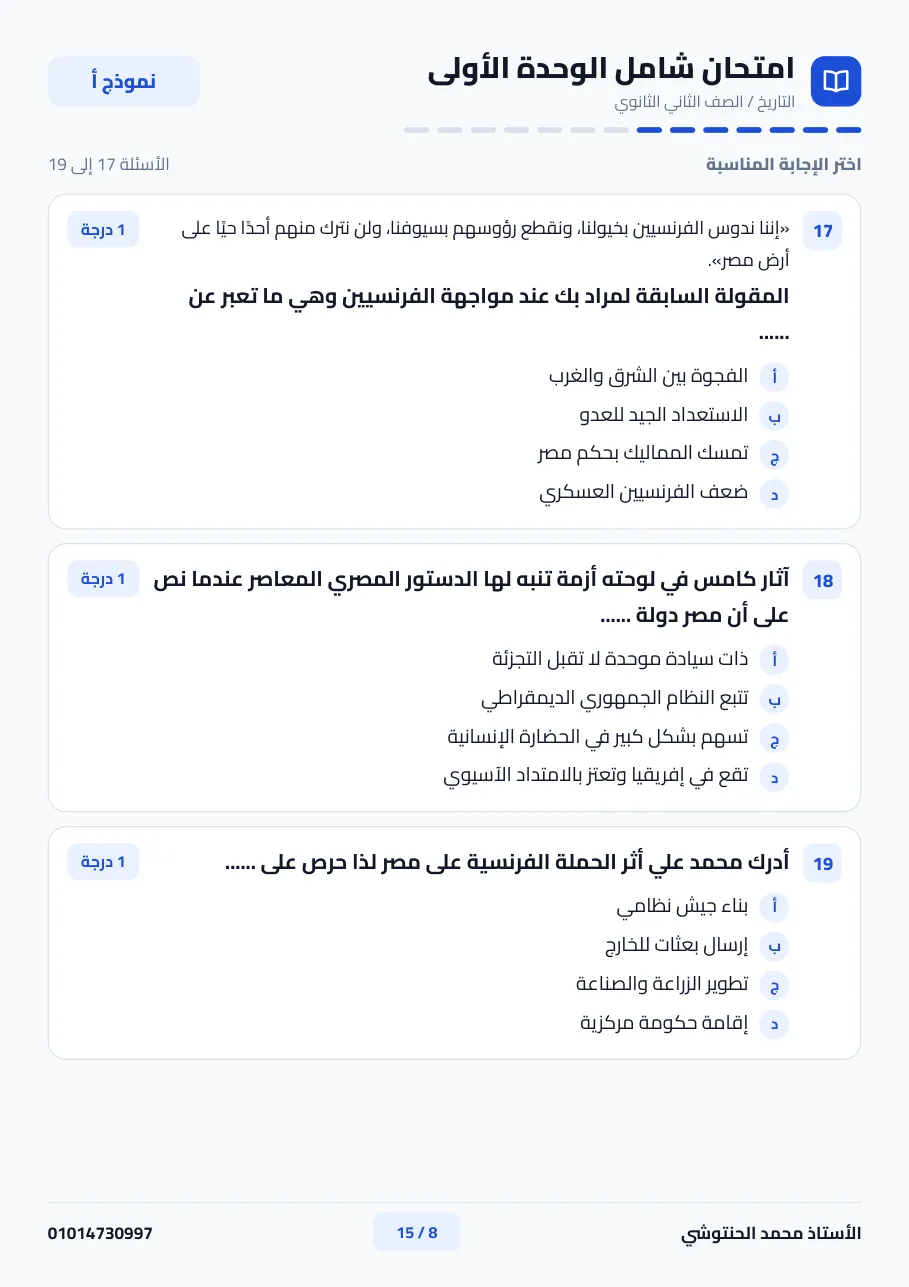 امتحان شامل الوحدة الأولى
التاريخ / الصف الثاني الثانوي
نموذج أ
اختر الإجابة المناسبة
الأسئلة 17 إلى 19
17
«إننا ندوس الفرنسيين بخيولنا، ونقطع رؤوسهم بسيوفنا، ولن نترك منهم أحدًا حيًا على
أرض مصر».
1 درجة
المقولة السابقة لمراد بك عند مواجهة الفرنسيين وهي ما تعبر عن
......
أ الفجوة بين الشرق والغرب
ب الاستعداد الجيد للعدو
ج تمسك المماليك بحكم مصر
د ضعف الفرنسيين العسكري
18
آثار كامس في لوحته أزمة تنبه لها الدستور المصري المعاصر عندما نص
على أن مصر دولة ......
1 درجة
أ ذات سيادة موحدة لا تقبل التجزئة
ب تتبع النظام الجمهوري الديمقراطي
ج تسهم بشكل كبير في الحضارة الإنسانية
د تقع في إفريقيا وتعتز بالامتداد الآسيوي
19
أدرك محمد علي أثر الحملة الفرنسية على مصر لذا حرص على ......
1 درجة
أ بناء جيش نظامي
ب إرسال بعثات للخارج
ج تطوير الزراعة والصناعة
د إقامة حكومة مركزية
الأستاذ محمد الحنتوشي
15 / 8
01014730997